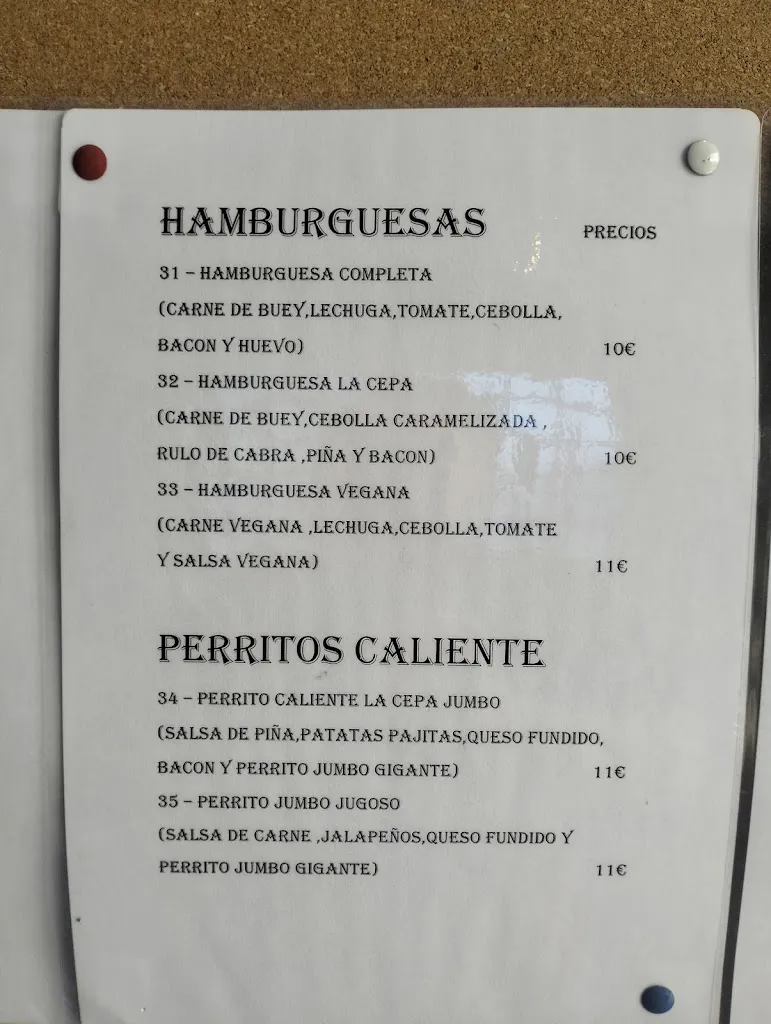 HAMBURGUESAS PRECIOS
31 – HAMBURGUESA COMPLETA
(CARNE DE BUEY,LECHUGA,TOMATE,CEBOLLA,
BACON Y HUEVO) 10€
32 – HAMBURGUESA LA CEPA
(CARNE DE BUEY,CEBOLLA CARAMELIZADA ,
RULO DE CABRA ,PIÑA Y BACON) 10€
33 – HAMBURGUESA VEGANA
(CARNE VEGANA ,LECHUGA,CEBOLLA,TOMATE
Y SALSA VEGANA) 11€
PERRITOS CALIENTE
34 – PERRITO CALIENTE LA CEPA JUMBO
(SALSA DE PIÑA,PATATAS PAJITAS,QUESO FUNDIDO,
BACON Y PERRITO JUMBO GIGANTE) 11€
35 – PERRITO JUMBO JUGOSO
(SALSA DE CARNE ,JALAPEÑOS,QUESO FUNDIDO Y
PERRITO JUMBO GIGANTE) 11€